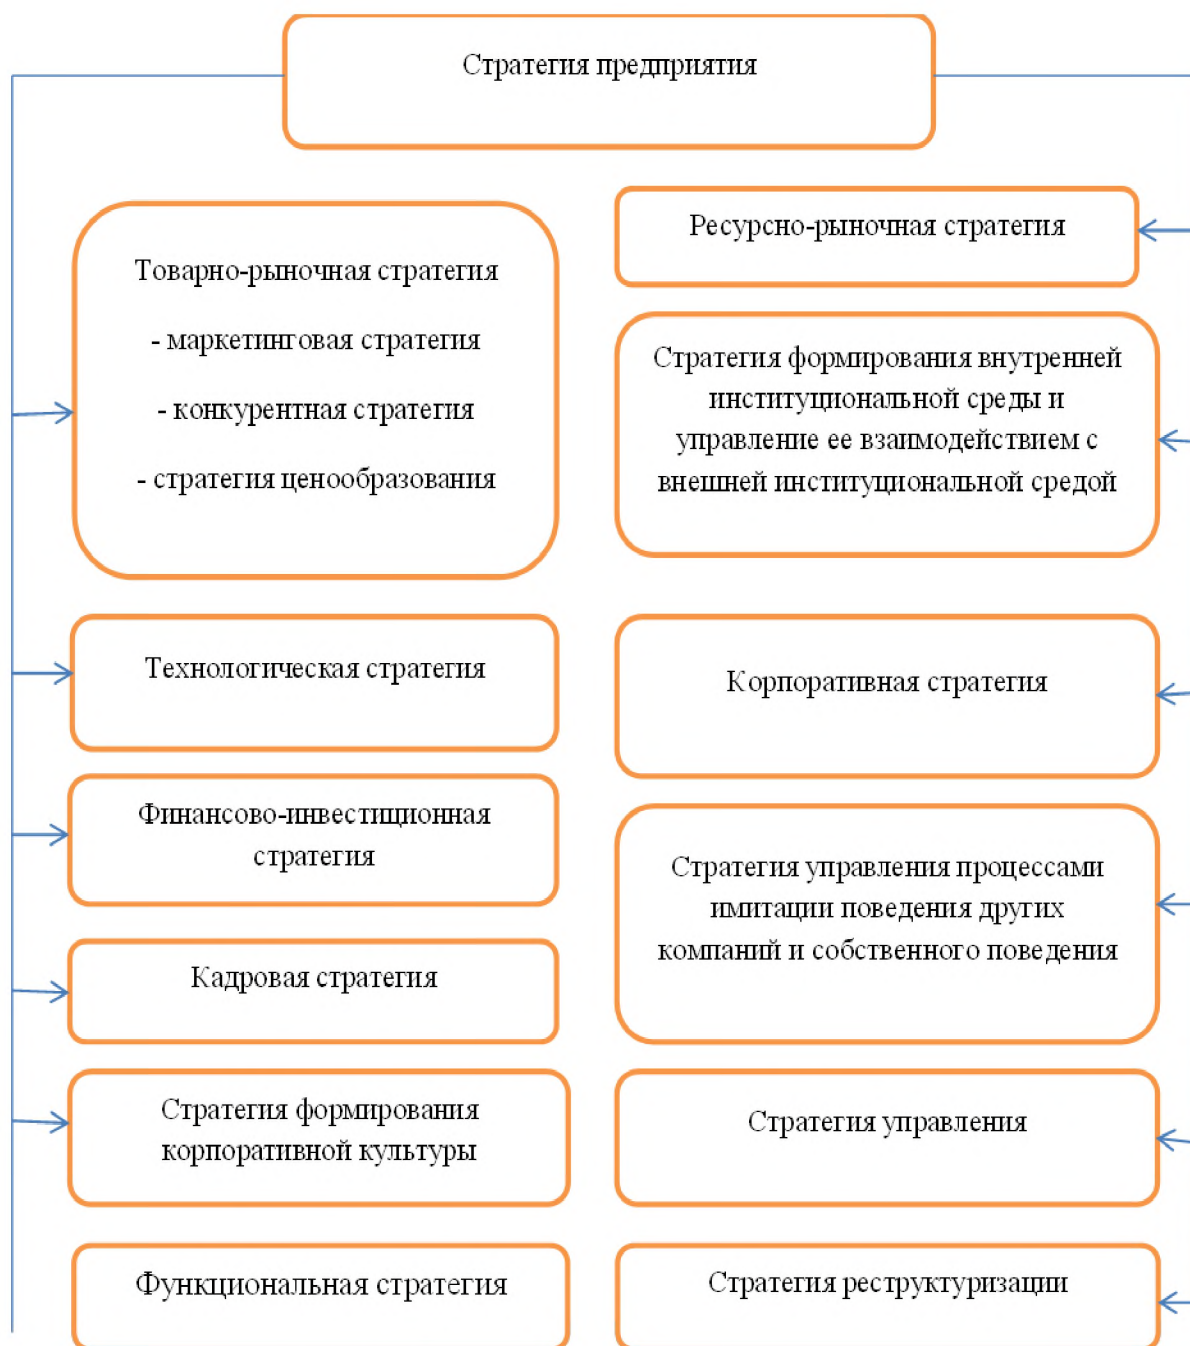 Стратегия предприятия
Товарно-рыночная стратегия
- маркетинговая стратегия
- конкурентная стратегия
- стратегия ценообразования
Технологическая стратегия
Финансово-инвестиционная
стратегия
Кадровая стратегия
Стратегия формирования
корпоративной культуры
Функциональная стратегия
Ресурсно-рыночная стратегия
Стратегия формирования внутренней
институциональной среды и
управление ее взаимодействием с
внешней институциональной средой
Корпоративная стратегия
Стратегия управления процессами
имитации поведения других
компаний и собственного поведения
Стратегия управления
Стратегия реструктуризации